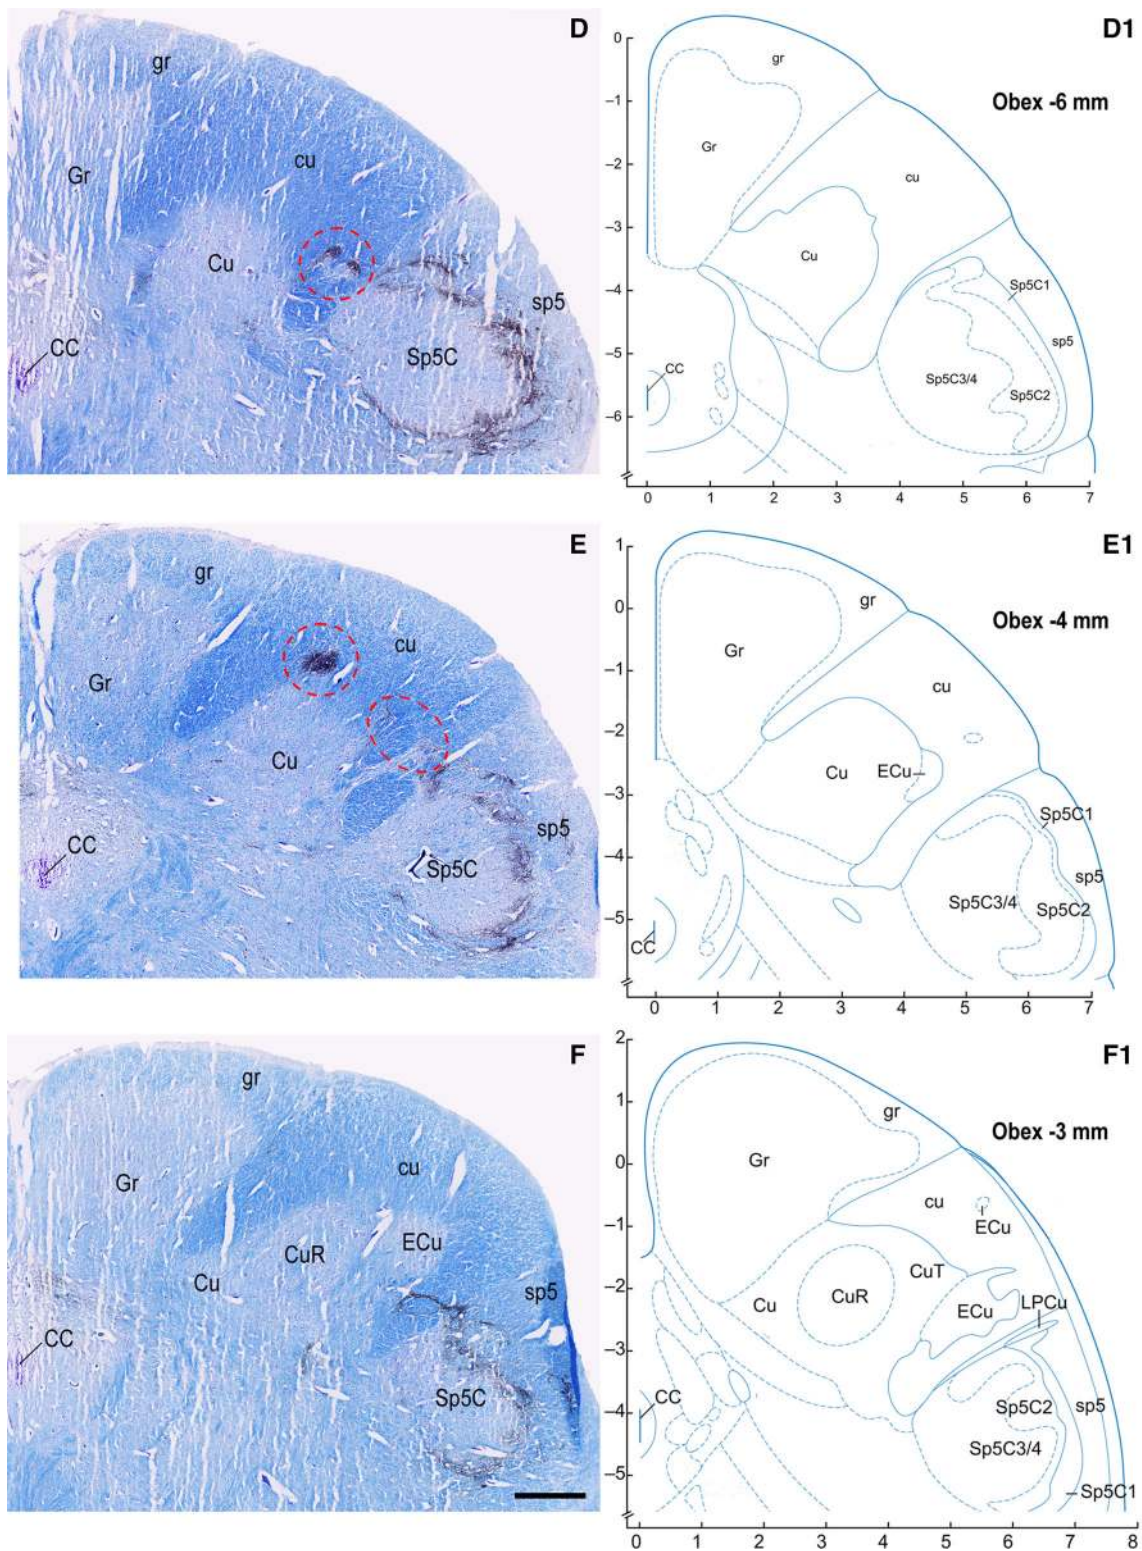 D
gr
cu
Gr
Cu
sp5
CC
Sp5C
D1
Obex -6 mm
0
−1
−2
−3
−4
−5
−6
gr
Gr
cu
Cu
Sp5C1
sp5
CC
Sp5C3/4
Sp5C2
0 1 2 3 4 5 6 7
E
gr
cu
Gr
Cu
sp5
CC
Sp5C
E1
Obex -4 mm
1
0
−1
−2
−3
−4
−5
gr
Gr
cu
Cu
ECu
Sp5C1
sp5
Sp5C3/4
Sp5C2
CC
0 1 2 3 4 5 6 7
F
gr
cu
Gr
ECu
CuR
Cu
sp5
CC
Sp5C
F1
Obex -3 mm
2
1
0
−1
−2
−3
−4
−5
gr
Gr
cu
ECu
CuT
Cu
CuR
ECu
LPCu
CC
Sp5C2
sp5
Sp5C3/4
Sp5C1
0 1 2 3 4 5 6 7 8